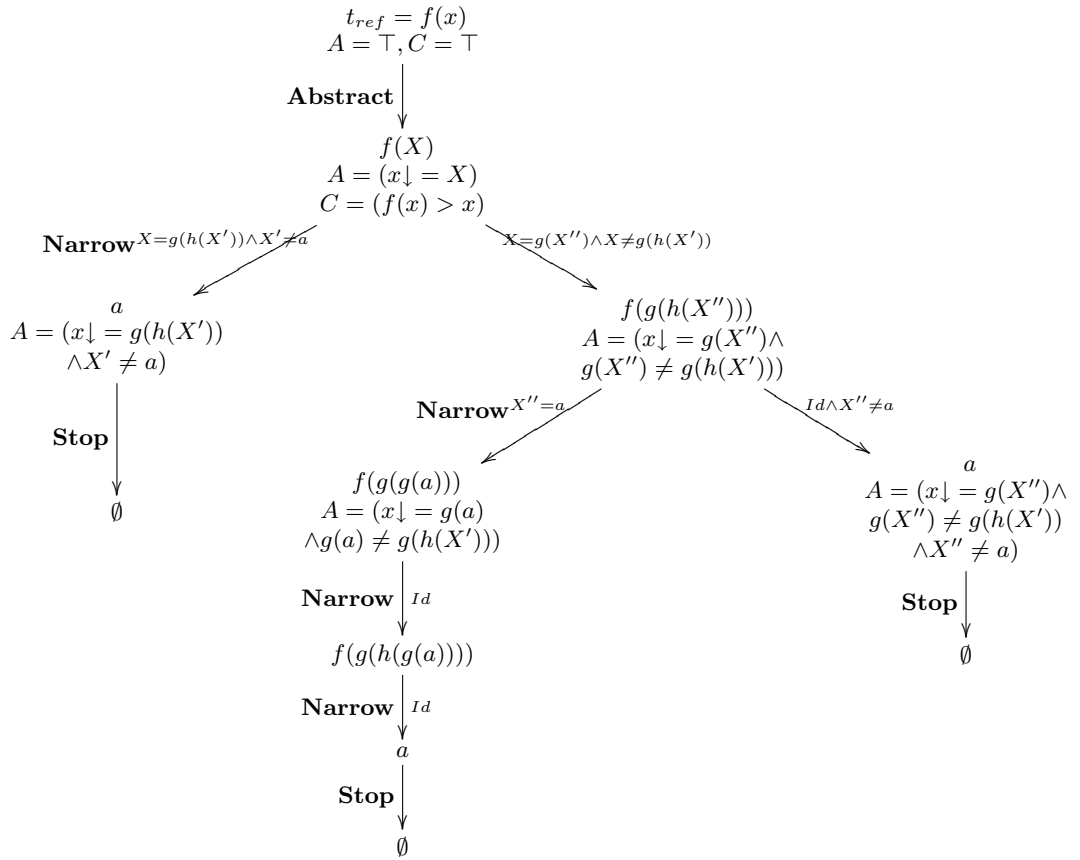 t_{ref} = f(x)
A = ⊤, C = ⊤
Abstract
f(X)
A = (x↓ = X)
C = (f(x) > x)
Narrow X=g(h(X′))∧X′≠a
X=g(X′′)∧X≠g(h(X′))
a
A = (x↓ = g(h(X′))
∧X′ ≠ a)
f(g(h(X′′)))
A = (x↓ = g(X′′)∧
g(X′′) ≠ g(h(X′)))
Stop
∅
Narrow X′′=a
Id∧X′′≠a
f(g(g(a)))
A = (x↓ = g(a)
∧g(a) ≠ g(h(X′)))
a
A = (x↓ = g(X′′)∧
g(X′′) ≠ g(h(X′))
∧X′′ ≠ a)
Narrow Id
Stop
f(g(h(g(a))))
∅
Narrow Id
a
Stop
∅